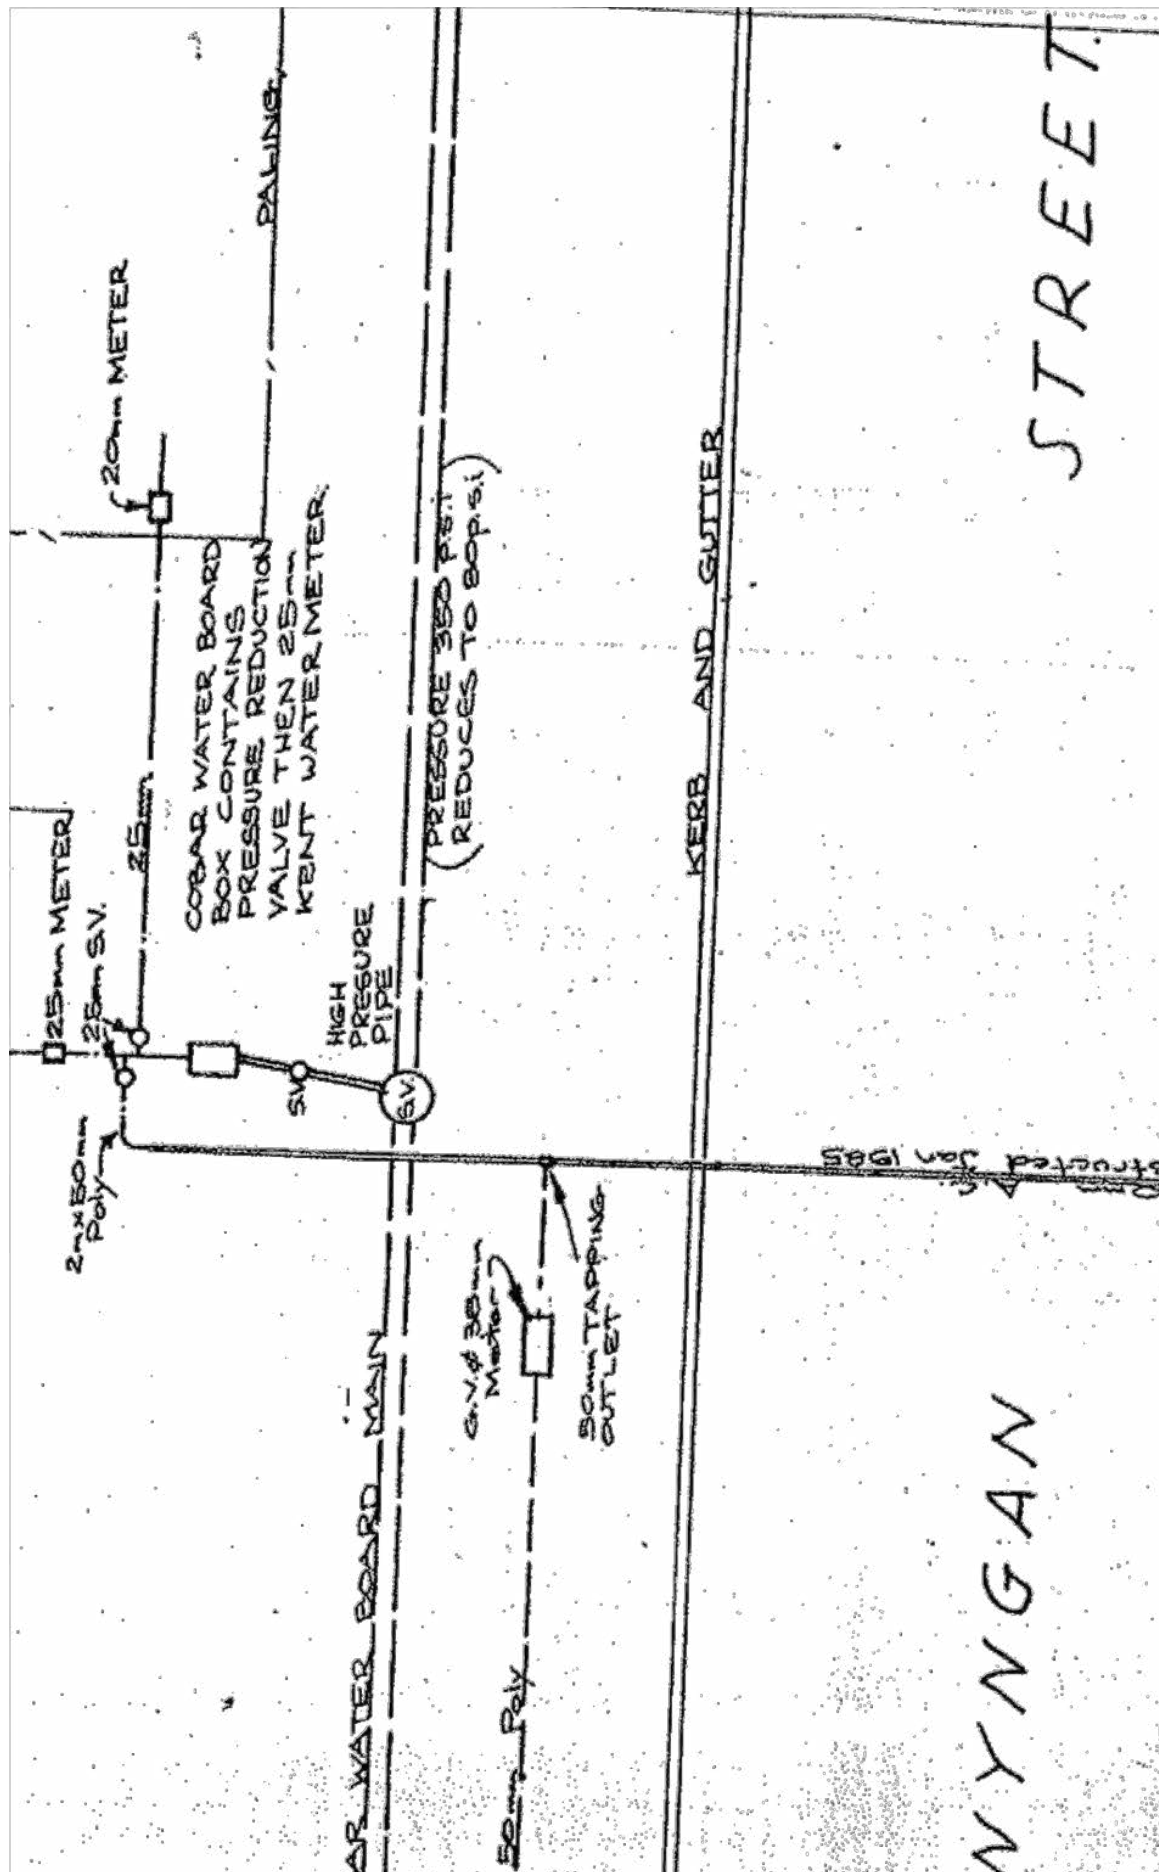 PALING
20mm METER
25mm METER
25mm S.V.
25mm
COBAR WATER BOARD
BOX CONTAINS
PRESSURE REDUCTION
VALVE THEN 25mm
KENT WATER METER.
HIGH
PRESSURE
PIPE
S.V.
S.V.
(PRESSURE 350 p.s.i
REDUCES TO 80p.s.i)
2m x 50mm
Poly
AR WATER BOARD MAIN
G.V. & 38mm
Meter
50mm TAPPING
OUTLET
50mm Poly
KERB AND GUTTER
structed Jan 1985
NYNGAN STREET.